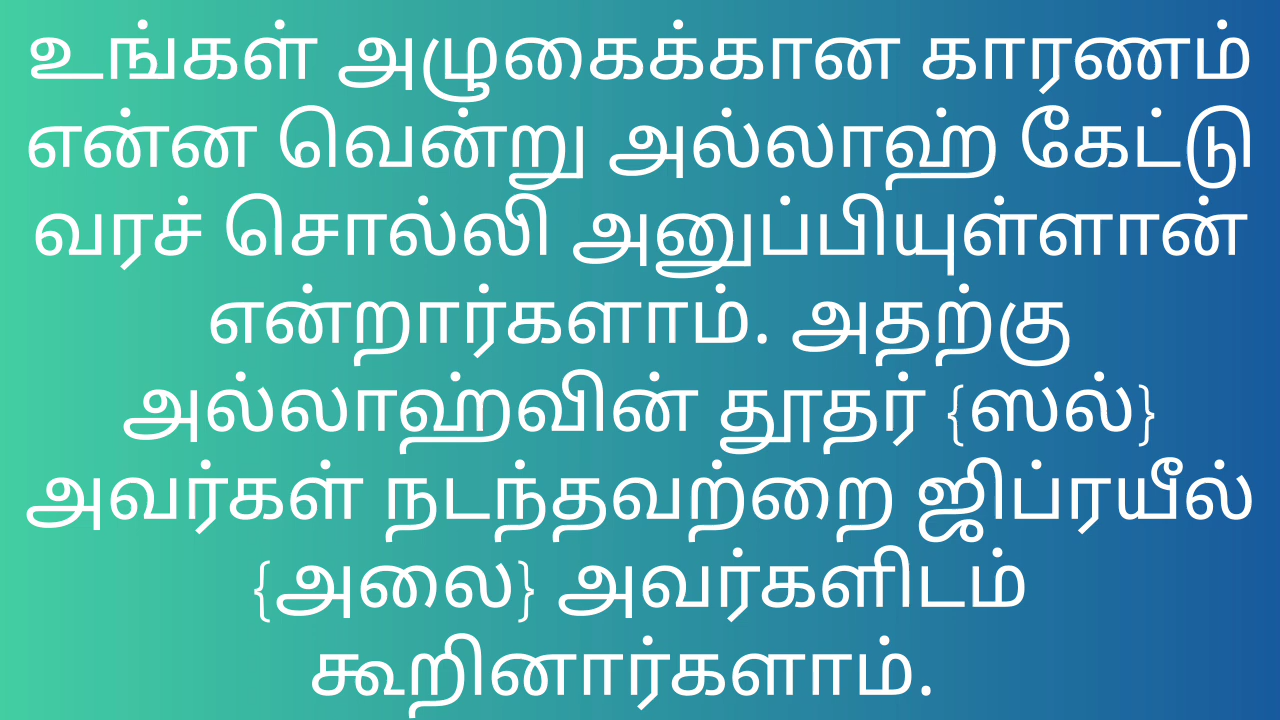 உங்கள் அழுகைக்கான காரணம்
என்ன வென்று அல்லாஹ் கேட்டு
வரச் சொல்லி அனுப்பியுள்ளான்
என்றார்களாம். அதற்கு
அல்லாஹ்வின் தூதர் {ஸல்}
அவர்கள் நடந்தவற்றை ஜிப்ரயீல்
{அலை} அவர்களிடம்
கூறினார்களாம்.